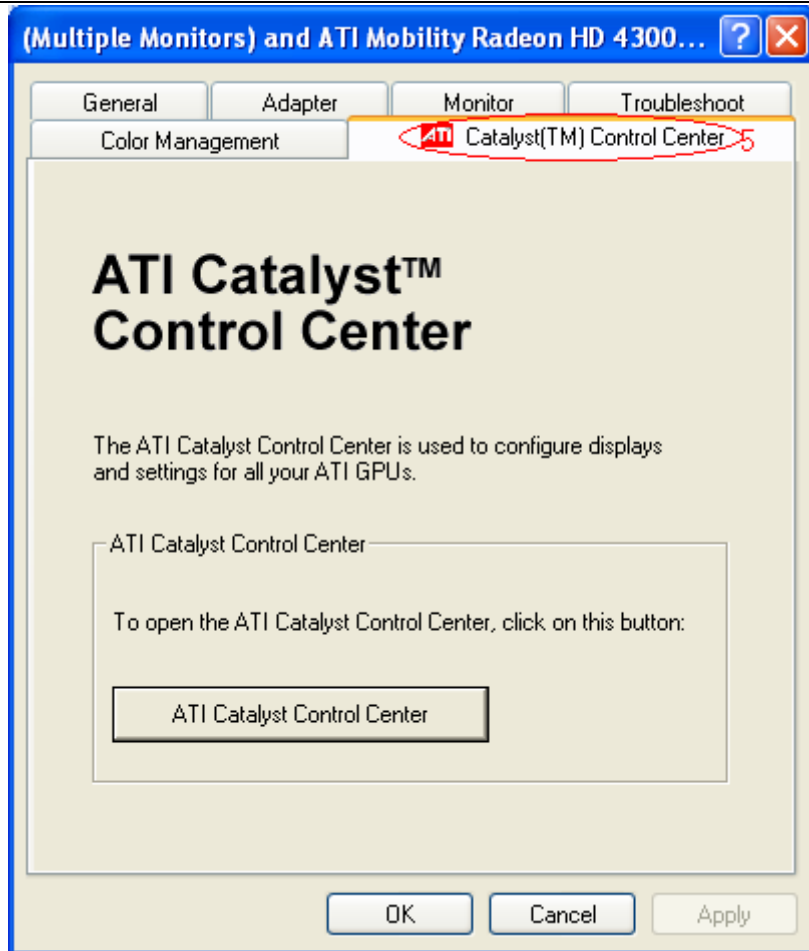 (Multiple Monitors) and ATI Mobility Radeon HD 4300... ?
General Adapter Monitor Troubleshoot
Color Management ATI Catalyst(TM) Control Center 5
ATI Catalyst™
Control Center
The ATI Catalyst Control Center is used to configure displays
and settings for all your ATI GPUs.
ATI Catalyst Control Center
To open the ATI Catalyst Control Center, click on this button:
ATI Catalyst Control Center
OK Cancel Apply